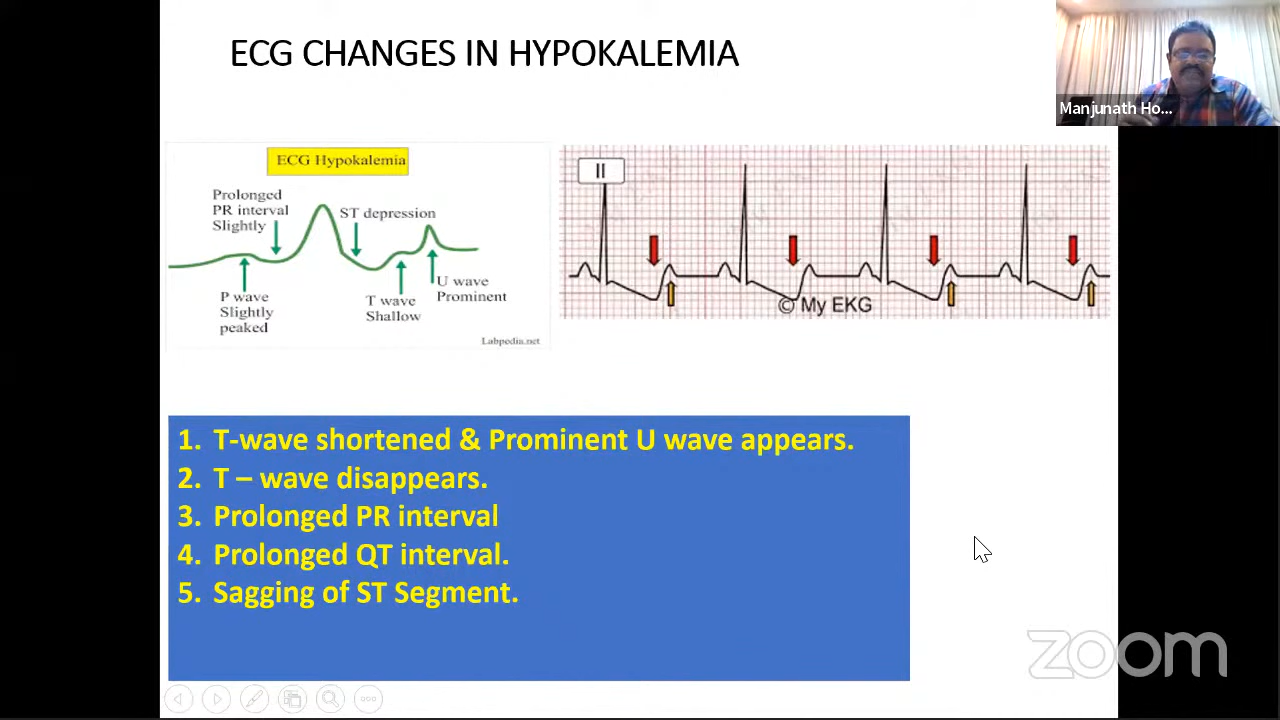 ECG CHANGES IN HYPOKALEMIA
Manjunath Ho...
ECG Hypokalemia
Prolonged
PR interval
Slightly
ST depression
U wave
Prominent
P wave
Slightly
peaked
T wave
Shallow
Labpedia.net
II
© My EKG
1. T-wave shortened & Prominent U wave appears.
2. T – wave disappears.
3. Prolonged PR interval
4. Prolonged QT interval.
5. Sagging of ST Segment.
zoom